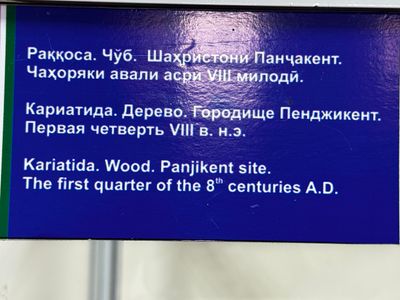 Раққоса. Чӯб. Шаҳристони Панҷакент.
Чаҳоряки авали асри VIII милодӣ.
Кариатида. Дерево. Городище Пенджикент.
Первая четверть VIII в. н.э.
Kariatida. Wood. Panjikent site.
The first quarter of the 8th centuries A.D.